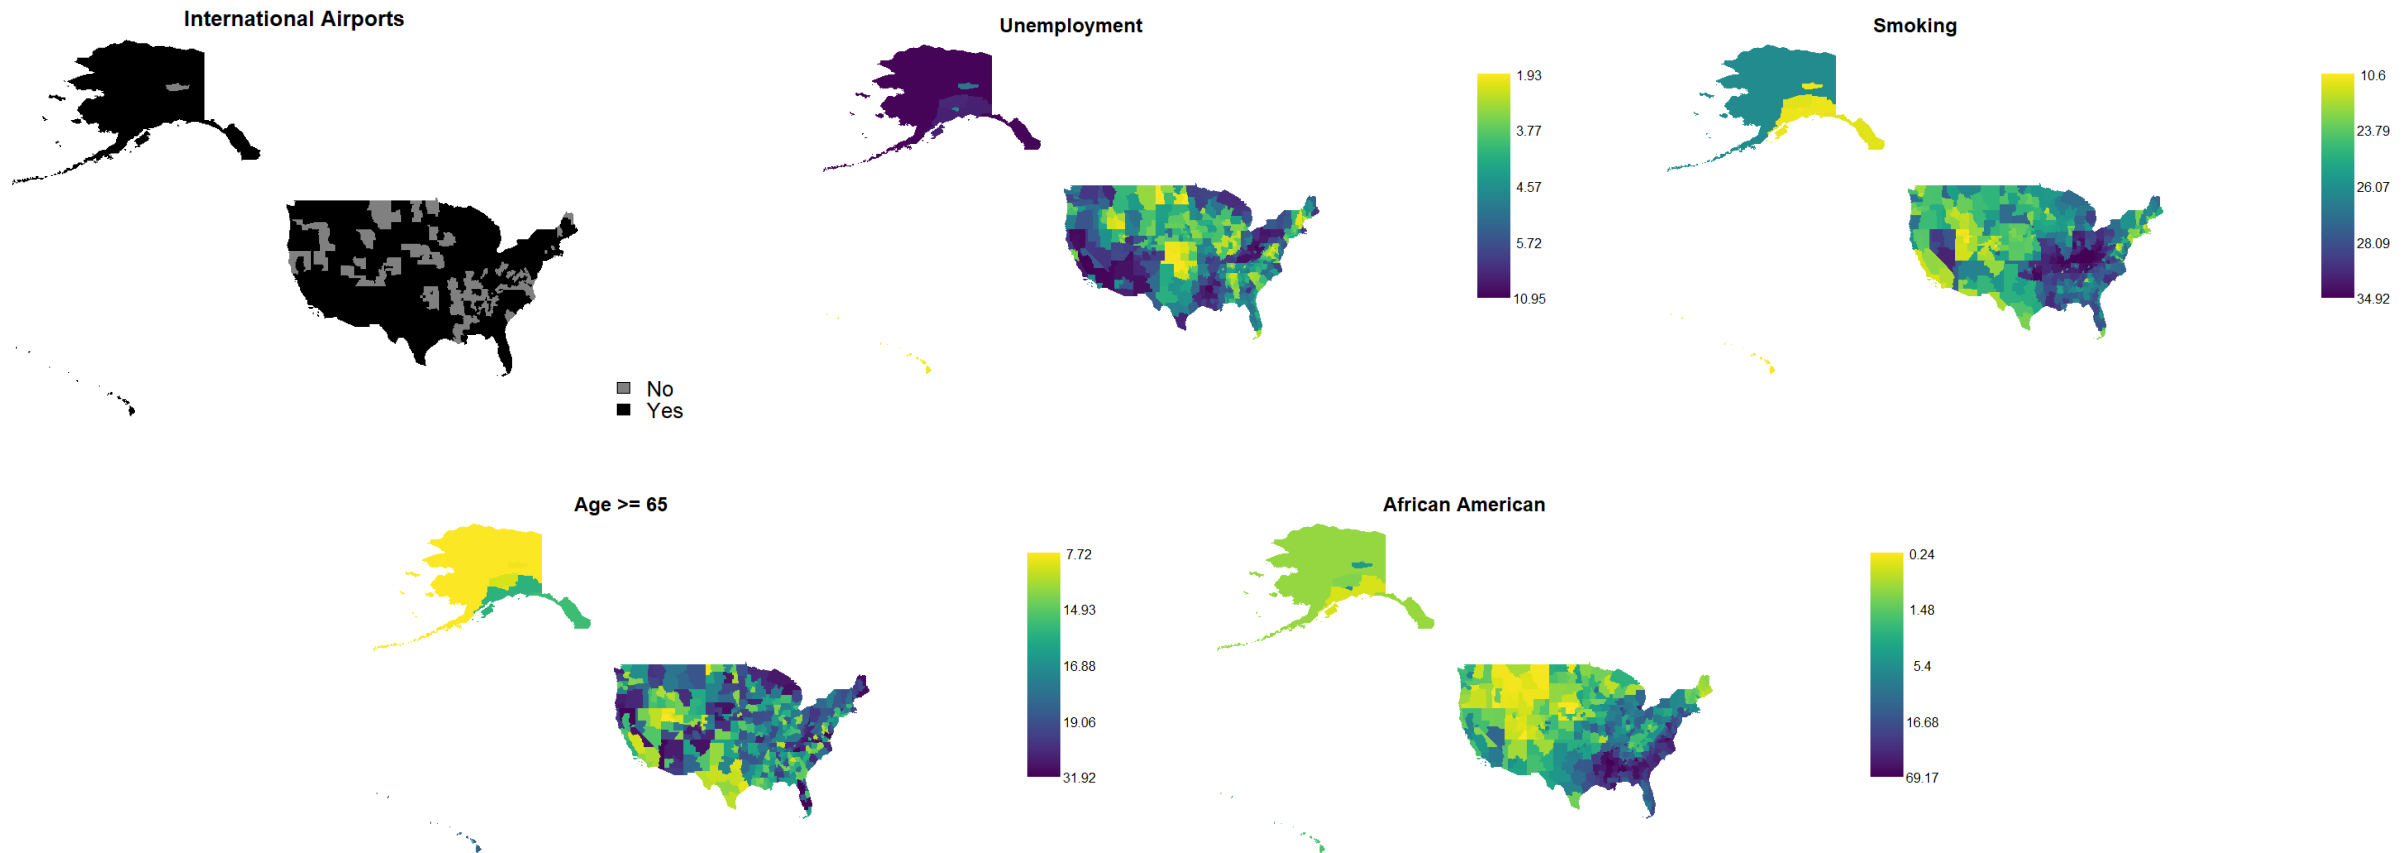 International Airports
No
Yes
Unemployment
1.93
3.77
4.57
5.72
10.95
Smoking
10.6
23.79
26.07
28.09
34.92
Age >= 65
7.72
14.93
16.88
19.06
31.92
African American
0.24
1.48
5.4
16.68
69.17